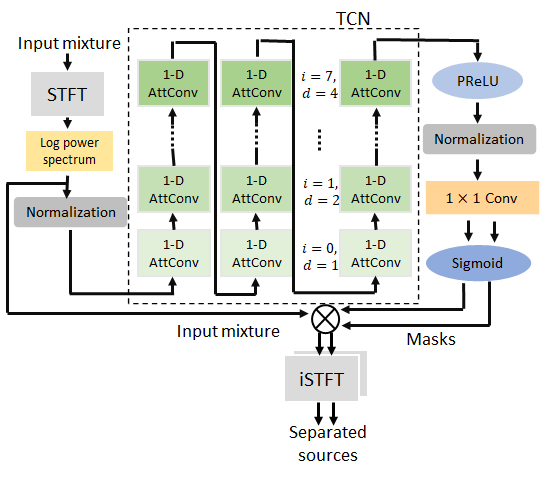 TCN
Input mixture
STFT
Log power
spectrum
Normalization
1-D
AttConv
1-D
AttConv
i = 7,
d = 4
1-D
AttConv
1-D
AttConv
1-D
AttConv
i = 1,
d = 2
1-D
AttConv
1-D
AttConv
1-D
AttConv
i = 0,
d = 1
1-D
AttConv
PReLU
Normalization
1 × 1 Conv
Sigmoid
Input mixture
Masks
iSTFT
Separated
sources